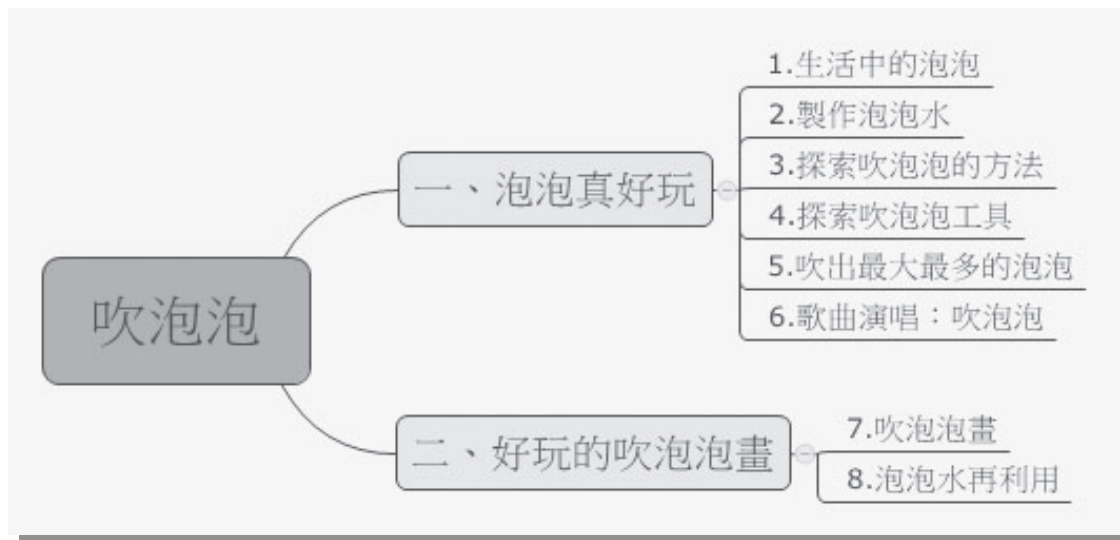 吹泡泡
一、泡泡真好玩
1.生活中的泡泡
2.製作泡泡水
3.探索吹泡泡的方法
4.探索吹泡泡工具
5.吹出最大最多的泡泡
6.歌曲演唱：吹泡泡
二、好玩的吹泡泡畫
7.吹泡泡畫
8.泡泡水再利用